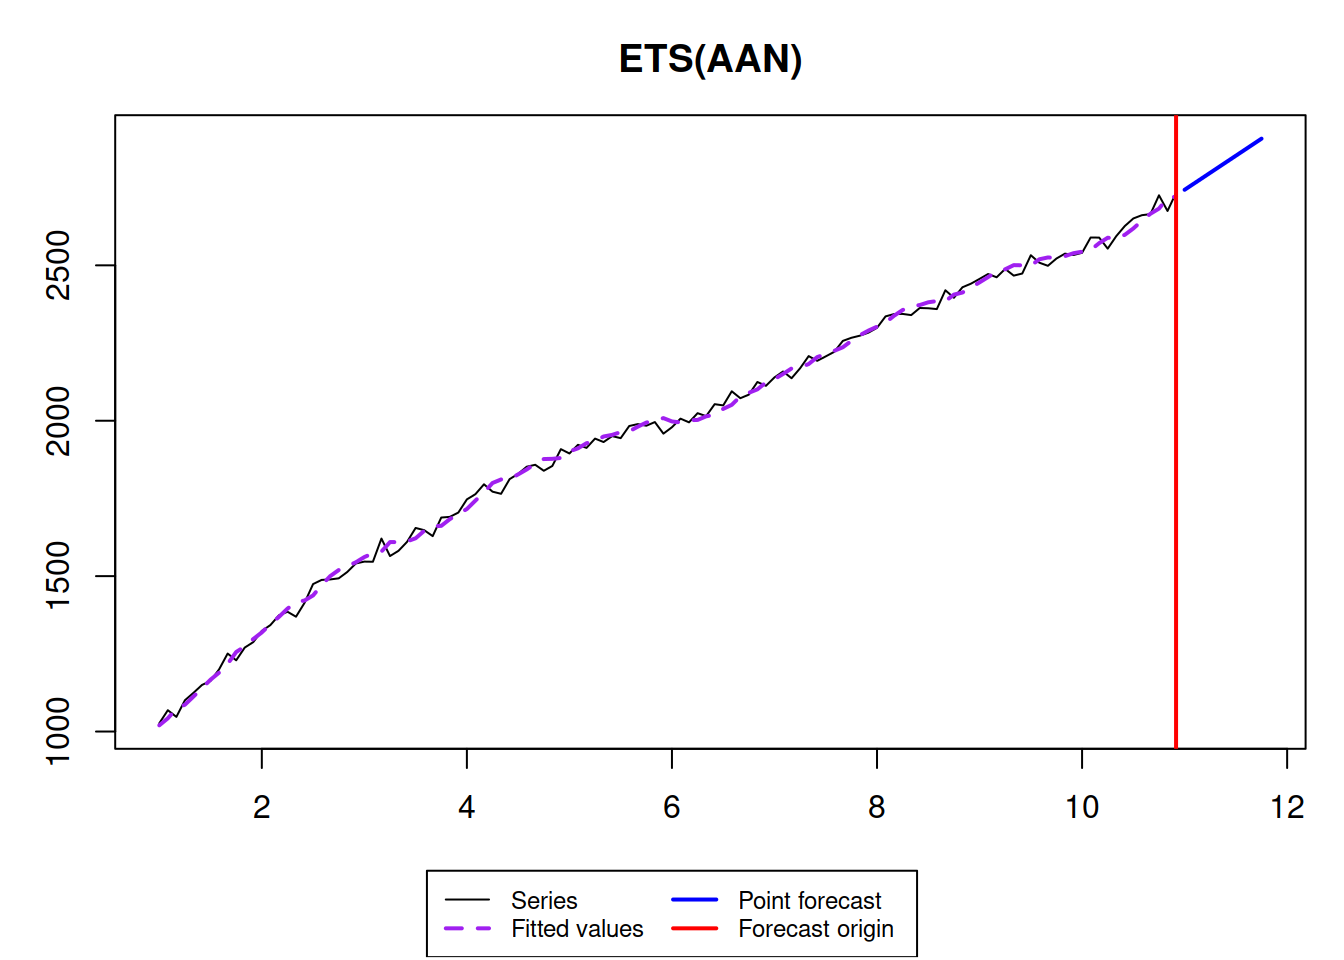 ETS(AAN)
2500
2000
1500
1000
2 4 6 8 10 12
Series Point forecast
Fitted values Forecast origin